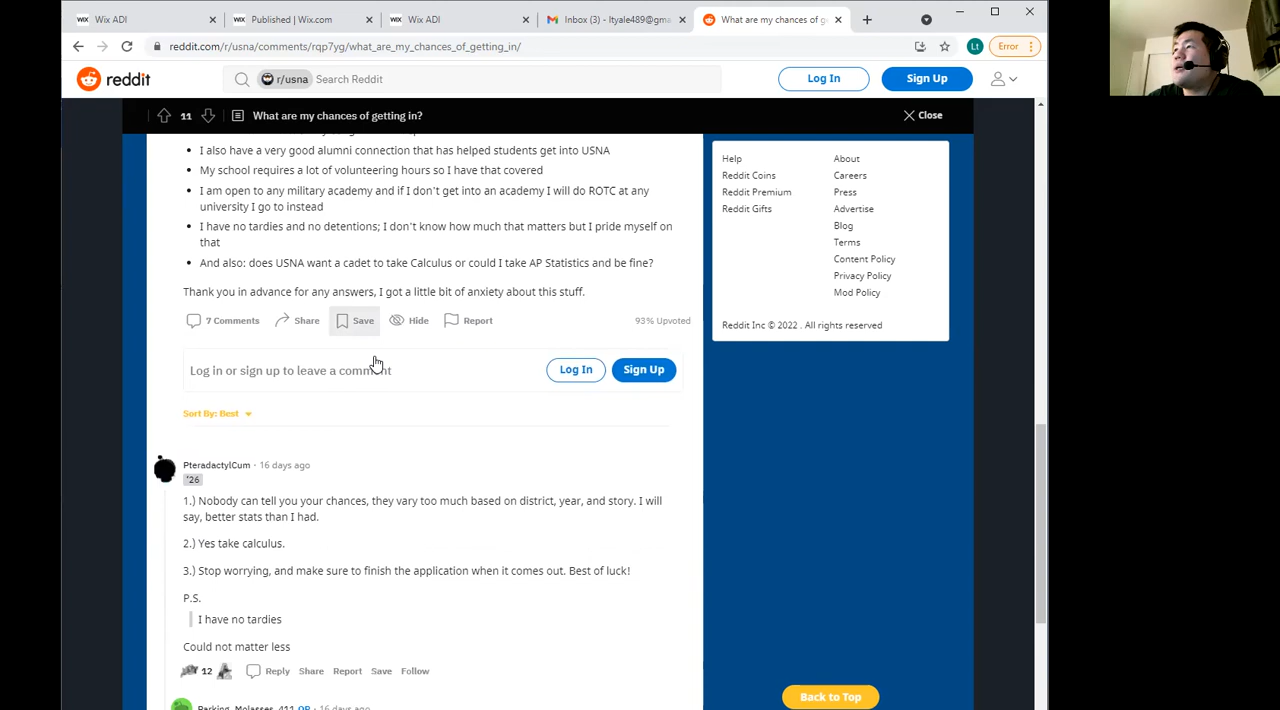 Wix ADI
Published | Wix.com
Wix ADI
Inbox (3) - ltyale489@gma
What are my chances of g
reddit.com/r/usna/comments/rqp7yg/what_are_my_chances_of_getting_in/
Lt
Error
reddit
r/usna
Search Reddit
Log In
Sign Up
11
What are my chances of getting in?
Close
I also have a very good alumni connection that has helped students get into USNA
My school requires a lot of volunteering hours so I have that covered
I am open to any military academy and if I don't get into an academy I will do ROTC at any
university I go to instead
I have no tardies and no detentions; I don't know how much that matters but I pride myself on
that
And also: does USNA want a cadet to take Calculus or could I take AP Statistics and be fine?
Thank you in advance for any answers, I got a little bit of anxiety about this stuff.
7 Comments
Share
Save
Hide
Report
93% Upvoted
Log in or sign up to leave a comment
Log In
Sign Up
Sort By: Best
PteradactylCum · 16 days ago
'26
1.) Nobody can tell you your chances, they vary too much based on district, year, and story. I will
say, better stats than I had.
2.) Yes take calculus.
3.) Stop worrying, and make sure to finish the application when it comes out. Best of luck!
P.S.
I have no tardies
Could not matter less
12
Reply
Share
Report
Save
Follow
Parking_Molasses_411 OP · 16 days ago
Help
About
Reddit Coins
Careers
Reddit Premium
Press
Reddit Gifts
Advertise
Blog
Terms
Content Policy
Privacy Policy
Mod Policy
Reddit Inc © 2022 . All rights reserved
Back to Top